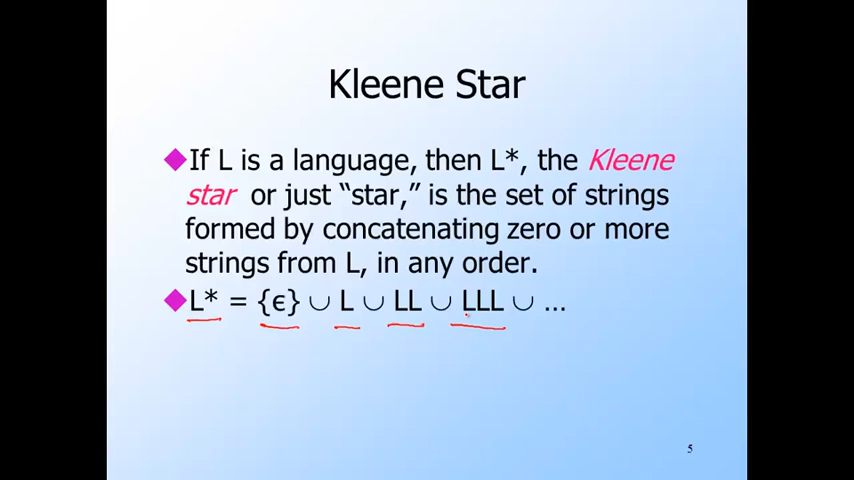 Kleene Star
◆If L is a language, then L*, the Kleene
star or just “star,” is the set of strings
formed by concatenating zero or more
strings from L, in any order.
◆L* = {ϵ} ∪ L ∪ LL ∪ LLL ∪ …
5